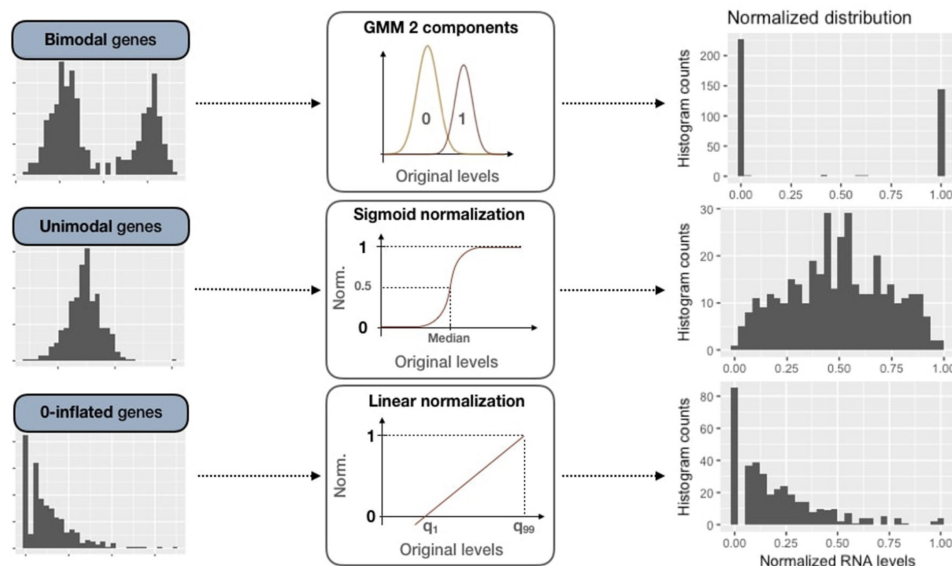 Bimodal genes
GMM 2 components
0
1
Original levels
Normalized distribution
Histogram counts
200
150
100
50
0
0.00 0.25 0.50 0.75 1.00
Unimodal genes
Sigmoid normalization
Norm.
1
0.5
0
Median
Original levels
Histogram counts
30
20
10
0
0.00 0.25 0.50 0.75 1.00
0-inflated genes
Linear normalization
Norm.
1
0
q1
q99
Original levels
Histogram counts
80
60
40
20
0
0.00 0.25 0.50 0.75 1.00
Normalized RNA levels